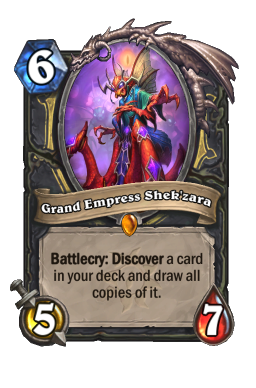 6
Grand Empress Shek'zara
Battlecry: Discover a card
in your deck and draw all
copies of it.
5
7